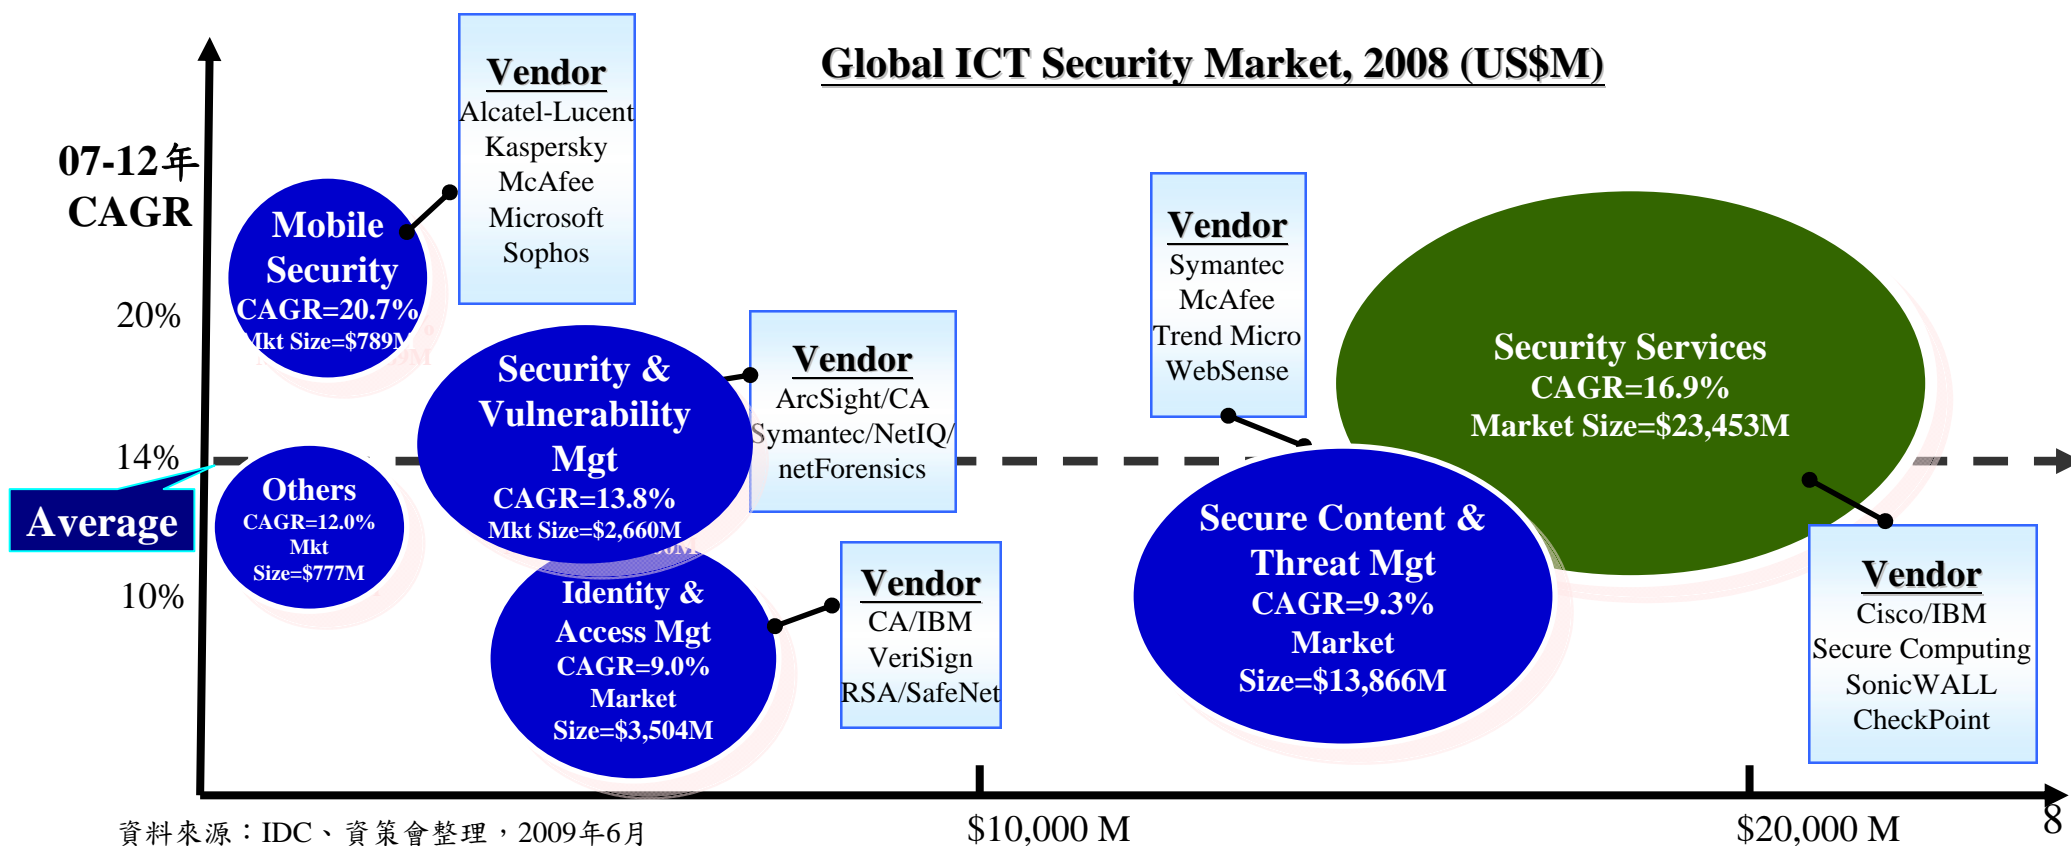 Global ICT Security Market, 2008 (US$M)
07-12年
CAGR
20%
14%
Average
10%
Mobile
Security
CAGR=20.7%
Mkt Size=$789M
Vendor
Alcatel-Lucent
Kaspersky
McAfee
Microsoft
Sophos
Security &
Vulnerability
Mgt
CAGR=13.8%
Mkt Size=$2,660M
Vendor
ArcSight/CA
Symantec/NetIQ/
netForensics
Others
CAGR=12.0%
Mkt
Size=$777M
Identity &
Access Mgt
CAGR=9.0%
Market
Size=$3,504M
Vendor
CA/IBM
VeriSign
RSA/SafeNet
Vendor
Symantec
McAfee
Trend Micro
WebSense
Secure Content &
Threat Mgt
CAGR=9.3%
Market
Size=$13,866M
Security Services
CAGR=16.9%
Market Size=$23,453M
Vendor
Cisco/IBM
Secure Computing
SonicWALL
CheckPoint
$10,000 M
$20,000 M
資料來源：IDC、資策會整理，2009年6月
8